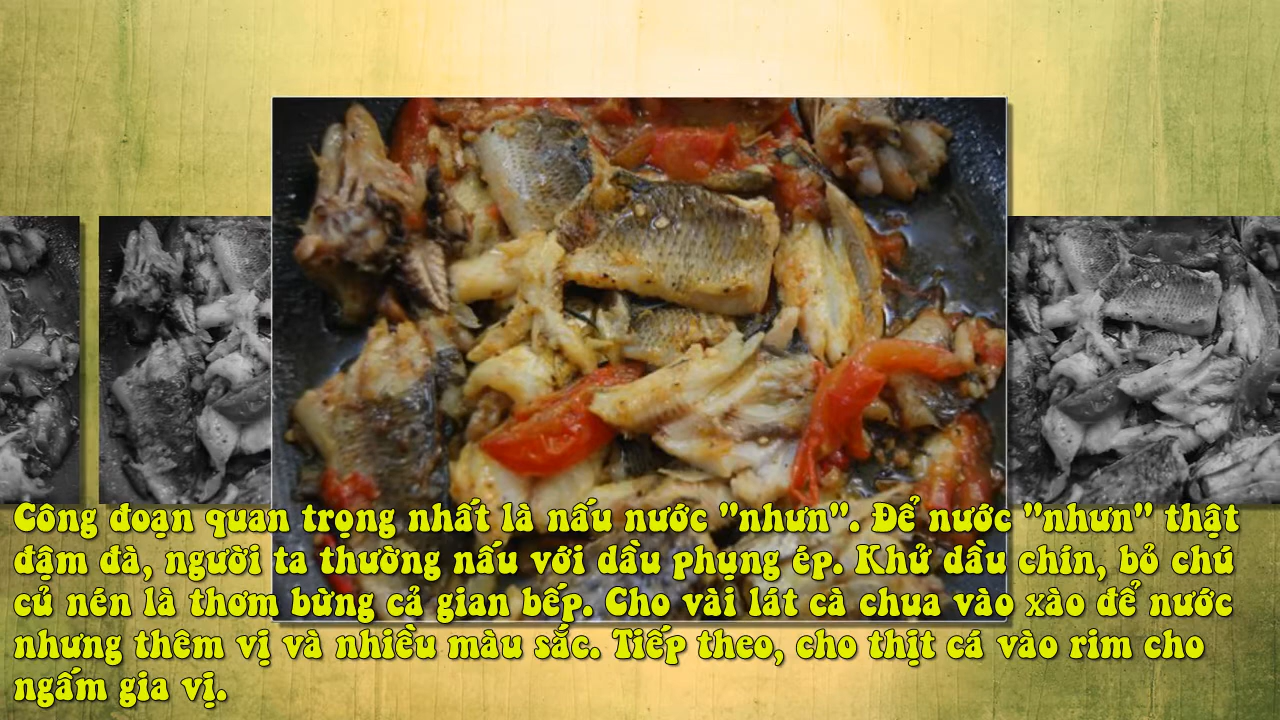 Công đoạn quan trọng nhất là nấu nước "nhưn". Để nước "nhưn" thật
đậm đà, người ta thường nấu với dầu phụng ép. Khử dầu chín, bỏ chú
củ nén là thơm bừng cả gian bếp. Cho vài lát cà chua vào xào để nước
nhưng thêm vị và nhiều màu sắc. Tiếp theo, cho thịt cá vào rim cho
ngấm gia vị.